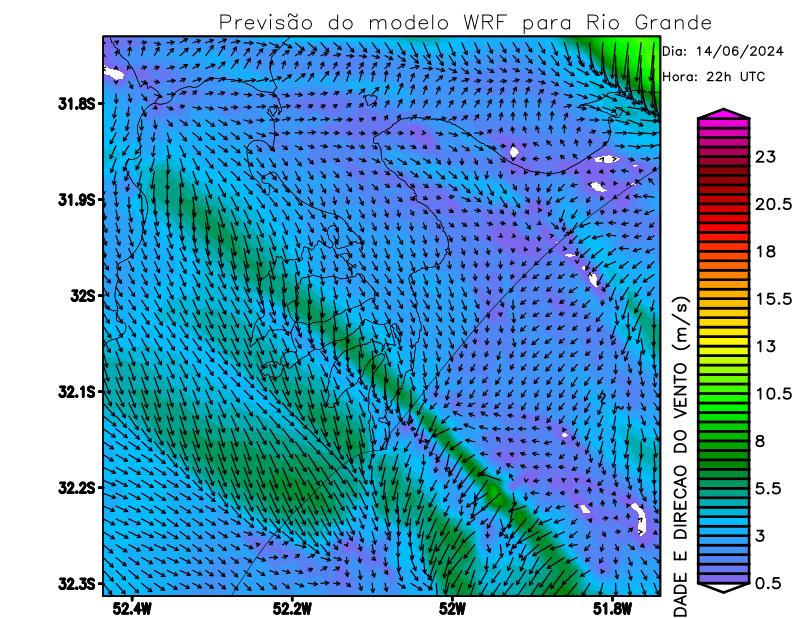 Previsão do modelo WRF para Rio Grande
Dia: 14/06/2024
Hora: 22h UTC
31.8S
31.9S
32S
32.1S
32.2S
32.3S
52.4W
52.2W
52W
51.8W
DADE E DIRECAO DO VENTO (m/s)
23
20.5
18
15.5
13
10.5
8
5.5
3
0.5